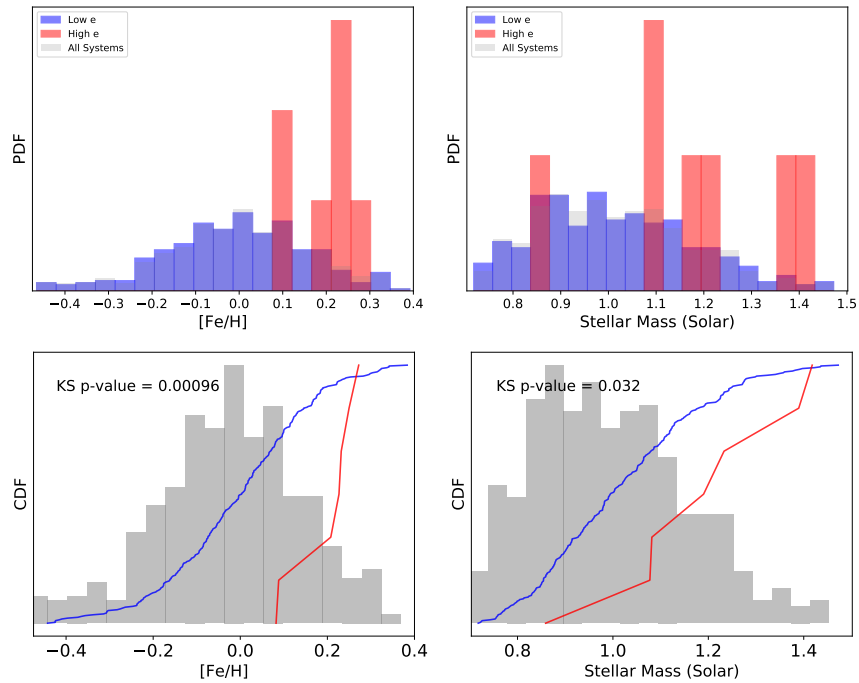 Low e
High e
All Systems
PDF
−0.4 −0.3 −0.2 −0.1 0.0 0.1 0.2 0.3 0.4
[Fe/H]
Low e
High e
All Systems
PDF
0.8 0.9 1.0 1.1 1.2 1.3 1.4 1.5
Stellar Mass (Solar)
KS p-value = 0.00096
CDF
−0.4 −0.2 0.0 0.2 0.4
[Fe/H]
KS p-value = 0.032
CDF
0.8 1.0 1.2 1.4
Stellar Mass (Solar)